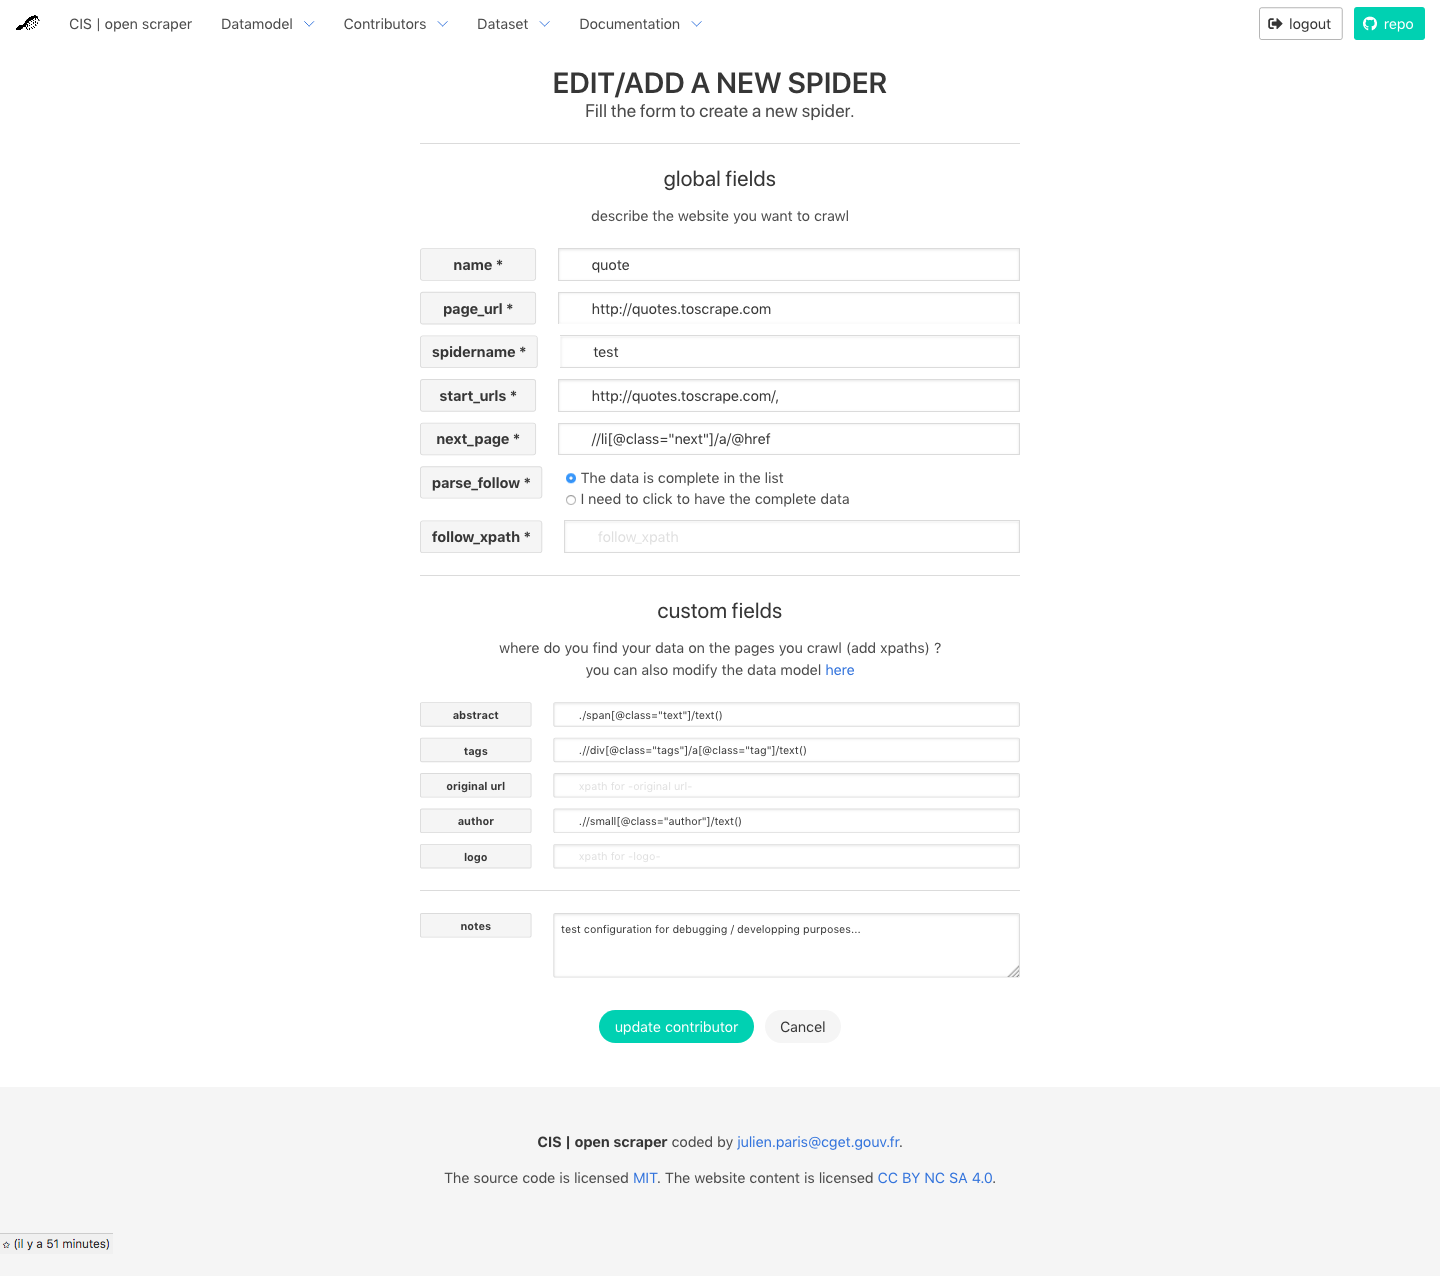 CIS | open scraper Datamodel Contributors Dataset Documentation logout repo
EDIT/ADD A NEW SPIDER
Fill the form to create a new spider.
global fields
describe the website you want to crawl
name * quote
page_url * http://quotes.toscrape.com
spidername * test
start_urls * http://quotes.toscrape.com/,
next_page * //li[@class="next"]/a/@href
parse_follow * The data is complete in the list
I need to click to have the complete data
follow_xpath * follow_xpath
custom fields
where do you find your data on the pages you crawl (add xpaths) ?
you can also modify the data model here
abstract ./span[@class="text"]/text()
tags .//div[@class="tags"]/a[@class="tag"]/text()
original url xpath for -original url-
author .//small[@class="author"]/text()
logo xpath for -logo-
notes test configuration for debugging / developping purposes...
update contributor Cancel
CIS | open scraper coded by julien.paris@cget.gouv.fr.
The source code is licensed MIT. The website content is licensed CC BY NC SA 4.0.
☆ (il y a 51 minutes)